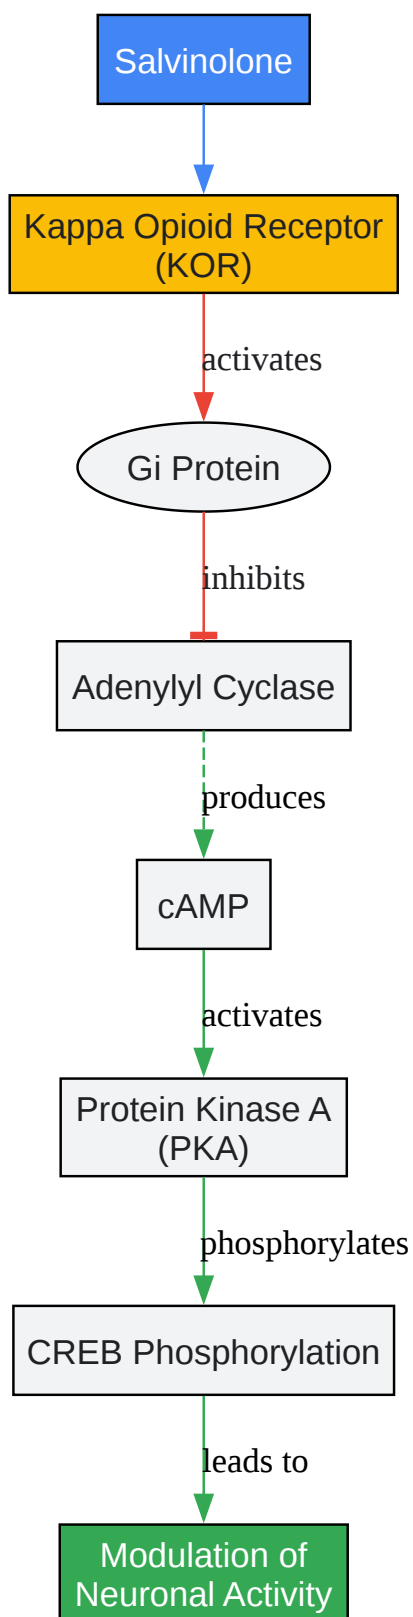 Salvinolone
Kappa Opioid Receptor
(KOR)
activates
Gi Protein
inhibits
Adenylyl Cyclase
produces
cAMP
activates
Protein Kinase A
(PKA)
phosphorylates
CREB Phosphorylation
leads to
Modulation of
Neuronal Activity